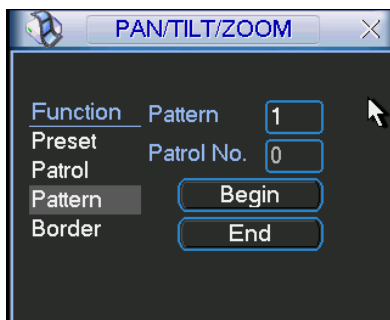 PAN/TILT/ZOOM
Function Pattern 1
Preset
Patrol No. 0
Patrol
Pattern Begin
Border End